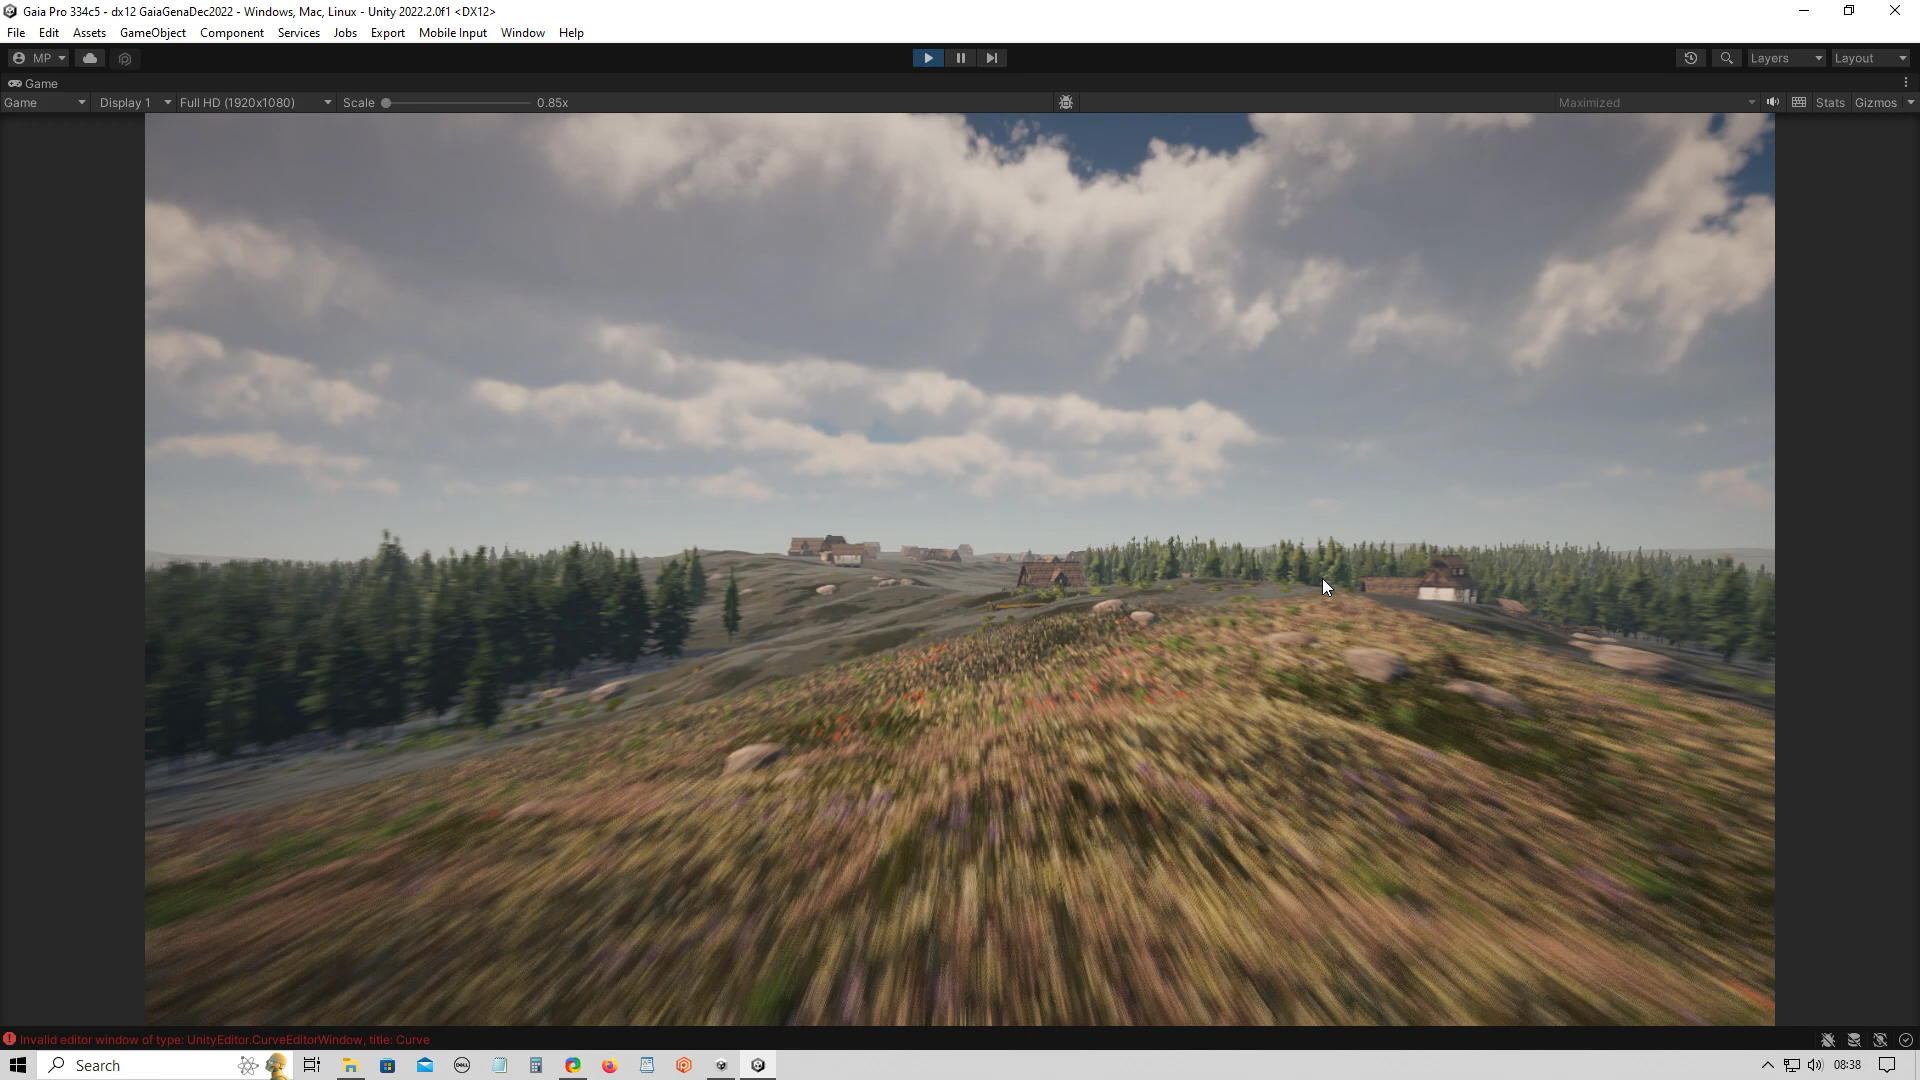 Gaia Pro 334c5 - dx12 GaiaGenaDec2022 - Windows, Mac, Linux - Unity 2022.2.0f1 <DX12>
File Edit Assets GameObject Component Services Jobs Export Mobile Input Window Help
MP Layers Layout
Game
Game Display 1 Full HD (1920x1080) Scale 0.85x Maximized Stats Gizmos
Invalid editor window of type: UnityEditor.CurveEditorWindow, title: Curve
Search 08:38